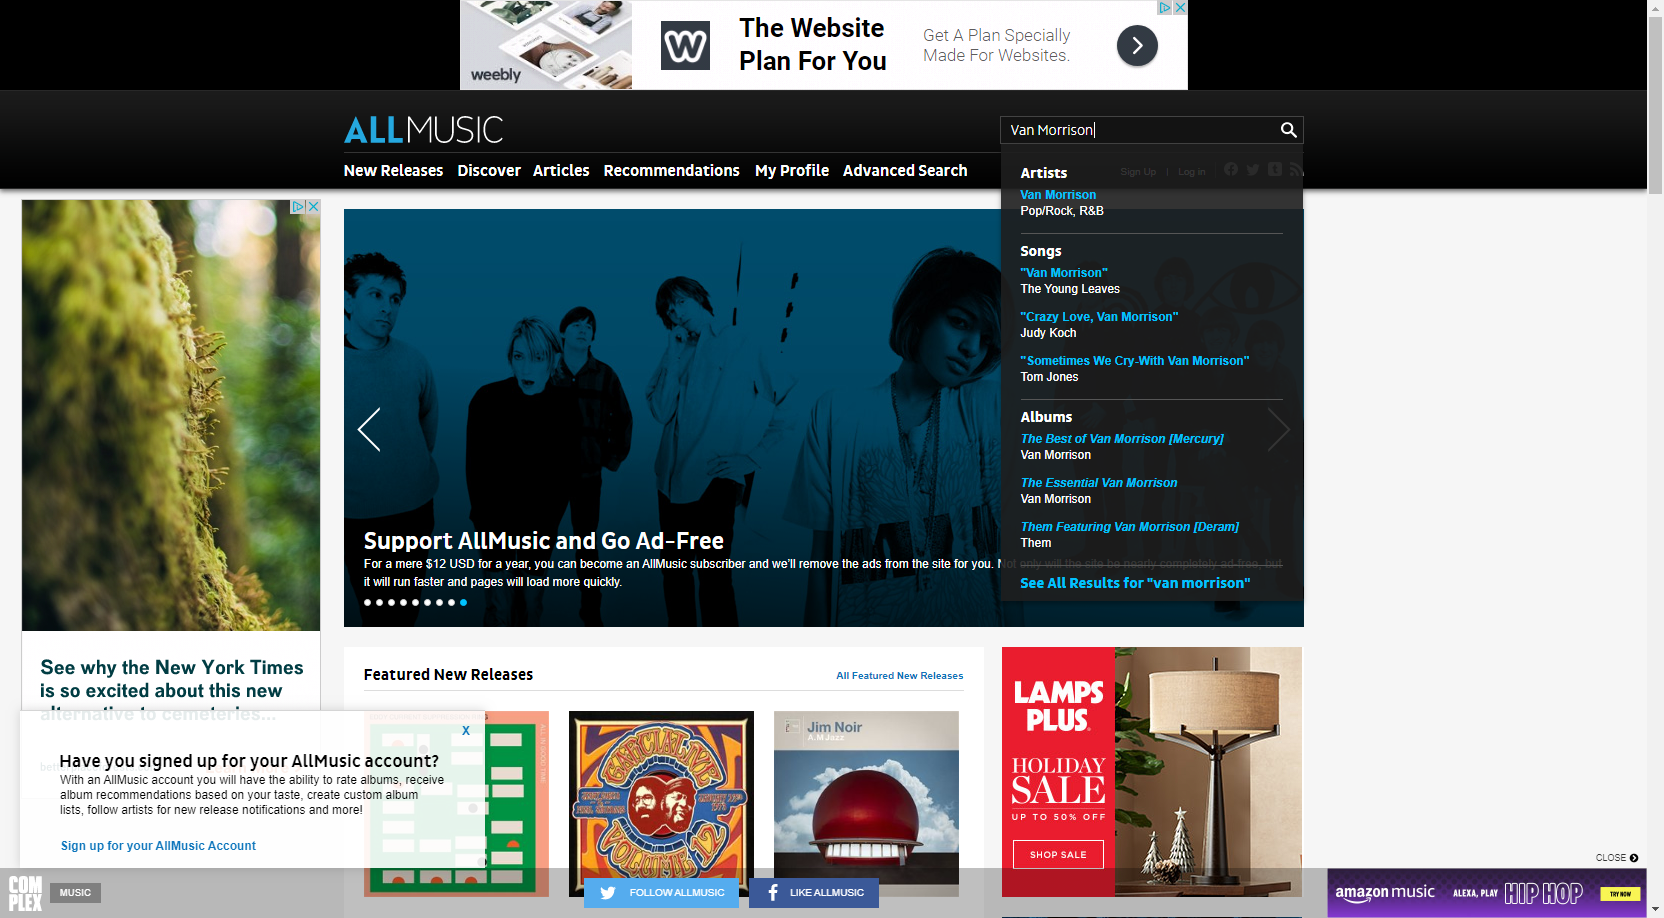 weebly
The Website
Plan For You
Get A Plan Specially
Made For Websites.
ALLMUSIC
Van Morrison
New Releases
Discover
Articles
Recommendations
My Profile
Advanced Search
Sign Up | Log in
Artists
Van Morrison
Pop/Rock, R&B
Songs
"Van Morrison"
The Young Leaves
"Crazy Love, Van Morrison"
Judy Koch
"Sometimes We Cry-With Van Morrison"
Tom Jones
Albums
The Best of Van Morrison [Mercury]
Van Morrison
The Essential Van Morrison
Van Morrison
Them Featuring Van Morrison [Deram]
Them
See All Results for "van morrison"
Support AllMusic and Go Ad-Free
For a mere $12 USD for a year, you can become an AllMusic subscriber and we'll remove the ads from the site for you. Not only will the site be nearly completely ad-free, but
it will run faster and pages will load more quickly.
See why the New York Times
is so excited about this new
alternative to cemeteries...
X
Have you signed up for your AllMusic account?
With an AllMusic account you will have the ability to rate albums, receive
album recommendations based on your taste, create custom album
lists, follow artists for new release notifications and more!
Sign up for your AllMusic Account
Featured New Releases
All Featured New Releases
GARCIALIVE
VOLUME 12
Jim Noir
A.M Jazz
LAMPS
PLUS
HOLIDAY
SALE
UP TO 50% OFF
SHOP SALE
CLOSE
COMPLEX
MUSIC
FOLLOW ALLMUSIC
LIKE ALLMUSIC
amazon music
ALEXA, PLAY
HIP HOP
TRY NOW